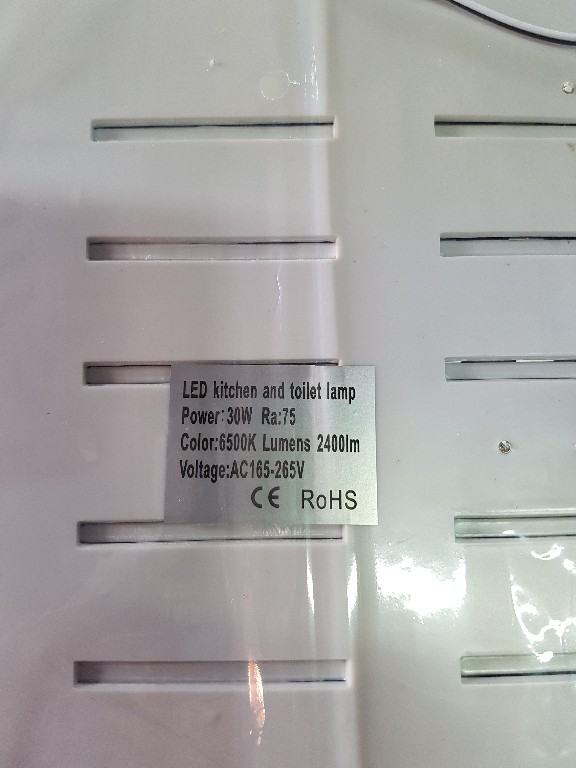 LED kitchen and toilet lamp
Power:30W Ra:75
Color:6500K Lumens 2400lm
Voltage:AC165-265V
CE RoHS